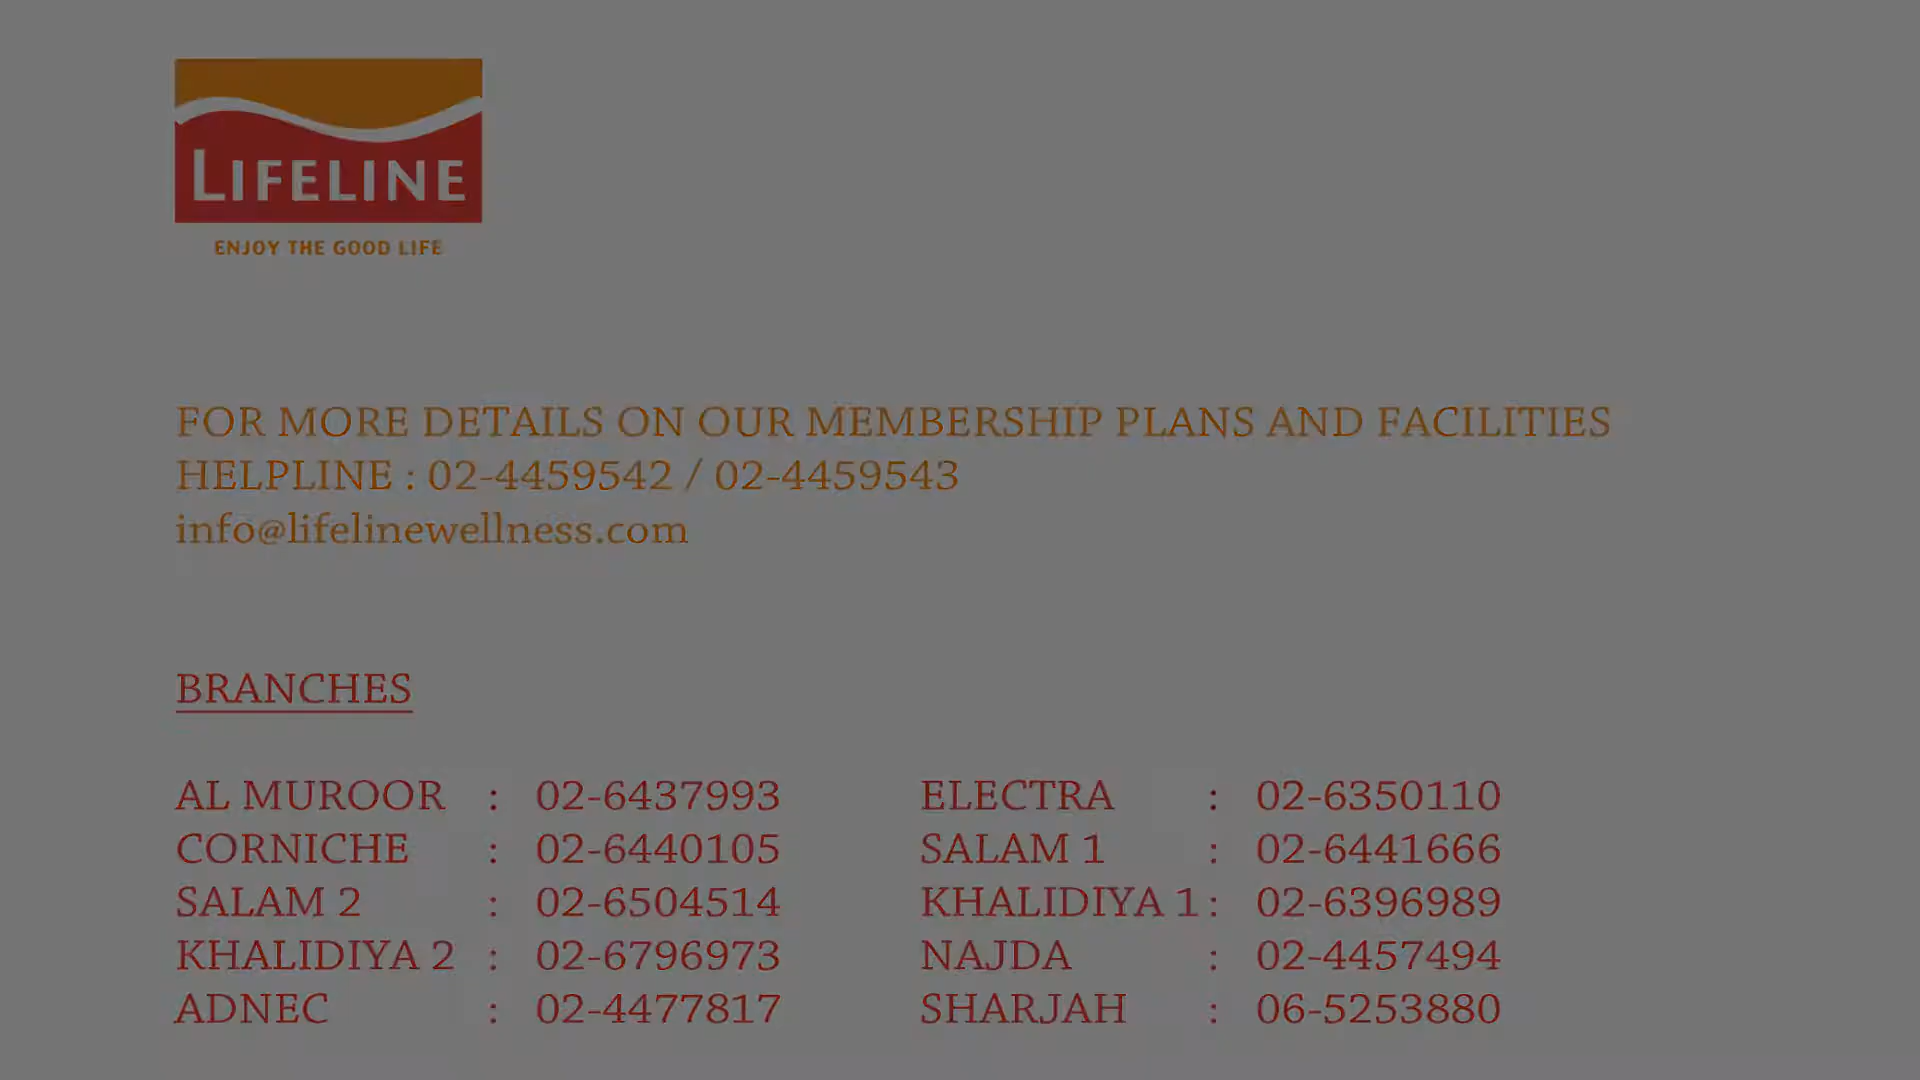 LIFELINE
ENJOY THE GOOD LIFE
FOR MORE DETAILS ON OUR MEMBERSHIP PLANS AND FACILITIES
HELPLINE : 02-4459542 / 02-4459543
info@lifelinewellness.com
BRANCHES
AL MUROOR : 02-6437993 ELECTRA : 02-6350110
CORNICHE : 02-6440105 SALAM 1 : 02-6441666
SALAM 2 : 02-6504514 KHALIDIYA 1 : 02-6396989
KHALIDIYA 2 : 02-6796973 NAJDA : 02-4457494
ADNEC : 02-4477817 SHARJAH : 06-5253880